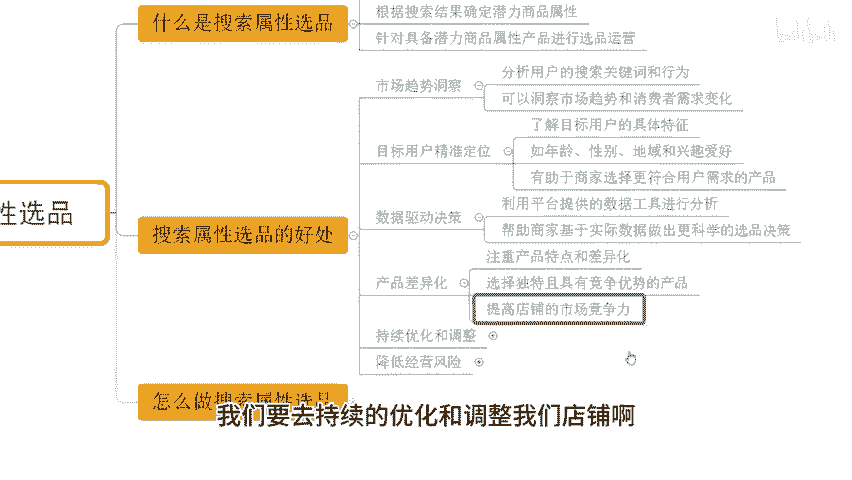 什么是搜索属性选品
根据搜索结果确定潜力商品属性
针对具备潜力商品属性产品进行选品运营
性选品
搜索属性选品的好处
市场趋势洞察
分析用户的搜索关键词和行为
可以洞察市场趋势和消费者需求变化
目标用户精准定位
了解目标用户的具体特征
如年龄、性别、地域和兴趣爱好
有助于商家选择更符合用户需求的产品
数据驱动决策
利用平台提供的数据工具进行分析
帮助商家基于实际数据做出更科学的选品决策
产品差异化
注重产品特点和差异化
选择独特且具有竞争优势的产品
提高店铺的市场竞争力
持续优化和调整
降低经营风险
怎么做搜索属性选品
我们要去持续的优化和调整我们店铺啊